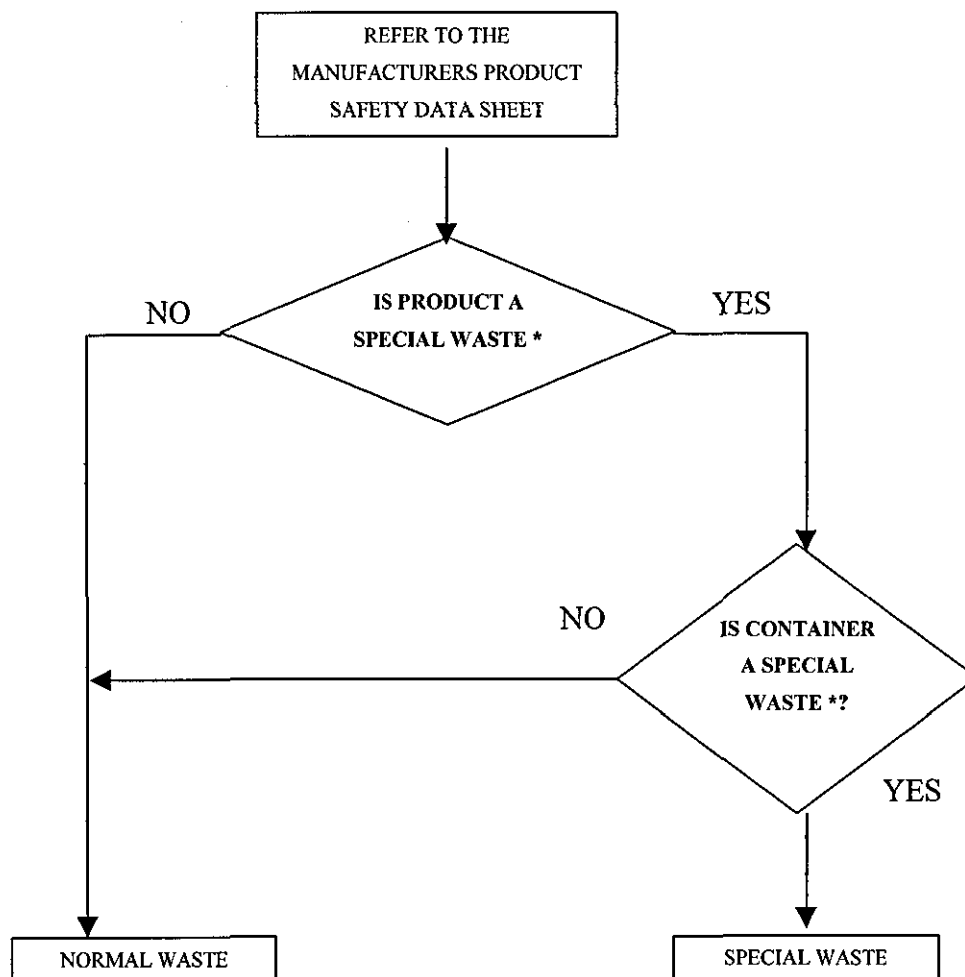 REFER TO THE
MANUFACTURERS PRODUCT
SAFETY DATA SHEET
NO
YES
IS PRODUCT A
SPECIAL WASTE *
NO
IS CONTAINER
A SPECIAL
WASTE *?
YES
NORMAL WASTE
SPECIAL WASTE